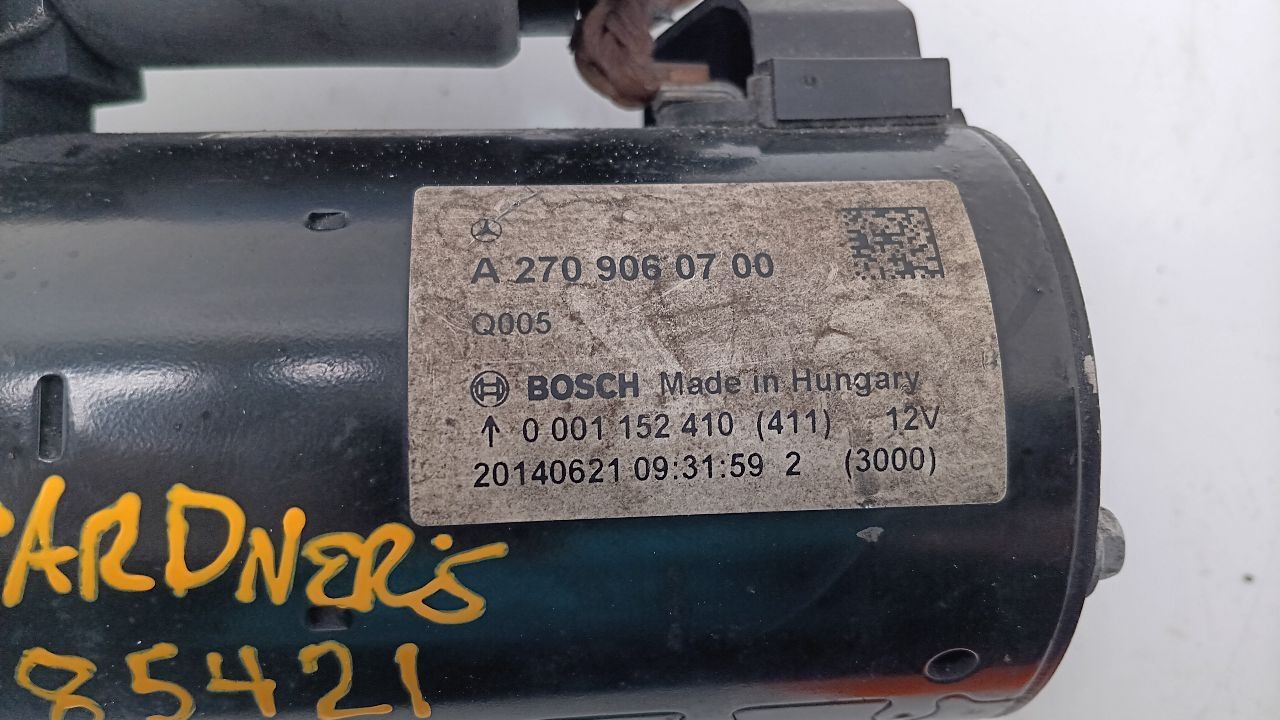 A 270 906 07 00
Q005
BOSCH Made in Hungary
↑ 0 001 152 410 (411) 12V
20140621 09:31:59 2 (3000)
GARDNER'S
85421